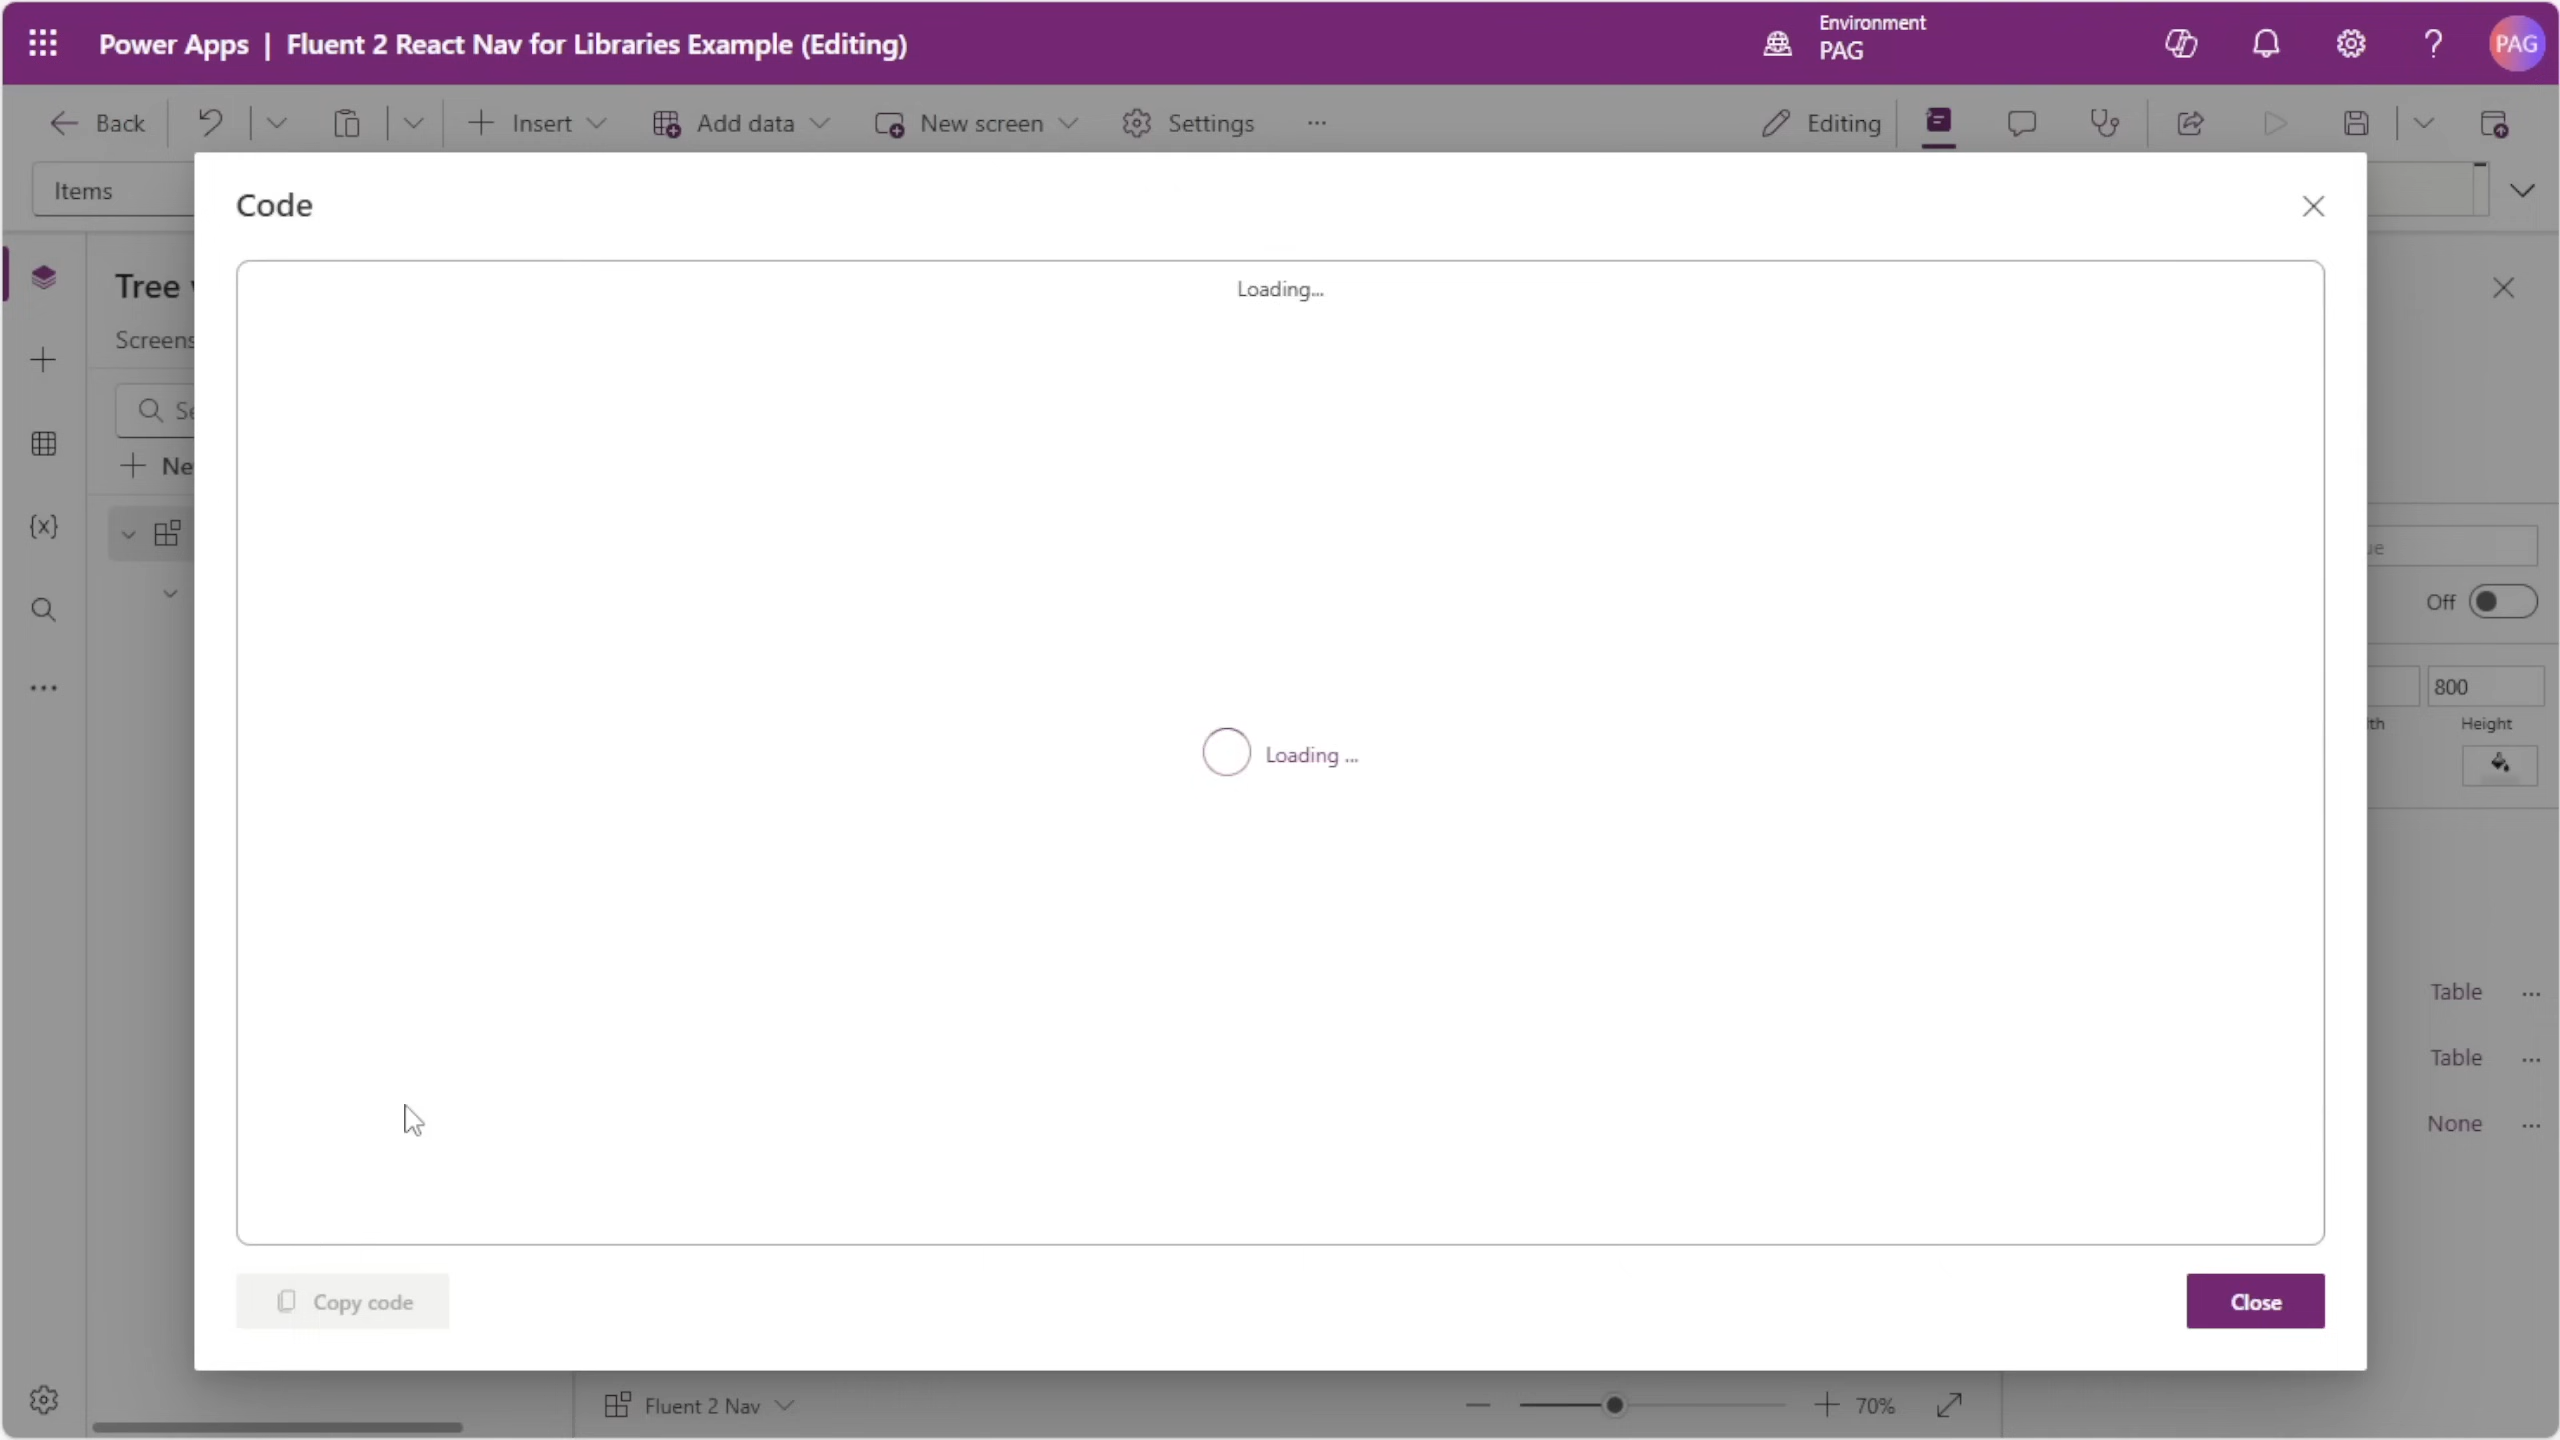 Power Apps | Fluent 2 React Nav for Libraries Example (Editing)
Environment
PAG
PAG
Back
Insert
Add data
New screen
Settings
Editing
Items
Code
Tree
Screens
Loading...
Off
800
Height
Loading ...
Table
Table
None
Copy code
Close
Fluent 2 Nav
70%